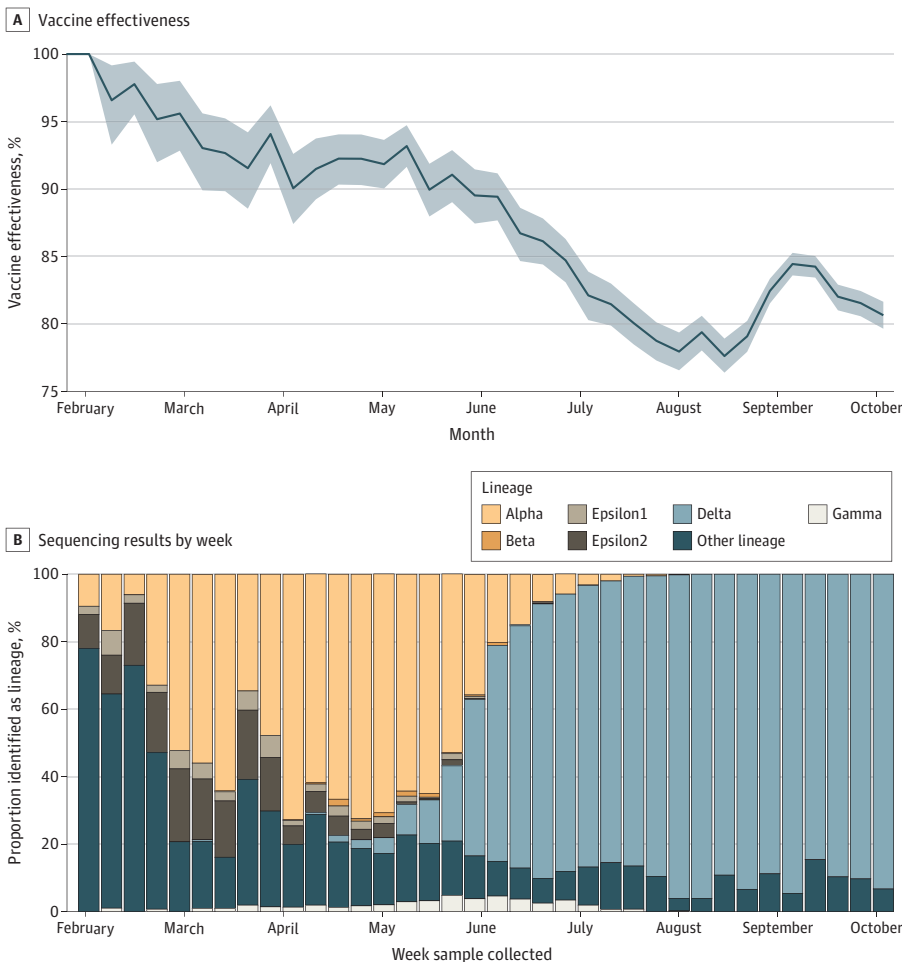 A Vaccine effectiveness
100
95
90
85
80
75
Vaccine effectiveness, %
February March April May June July August September October
Month
Lineage
Alpha Epsilon1 Delta Gamma
Beta Epsilon2 Other lineage
B Sequencing results by week
100
80
60
40
20
0
Proportion identified as lineage, %
February March April May June July August September October
Week sample collected